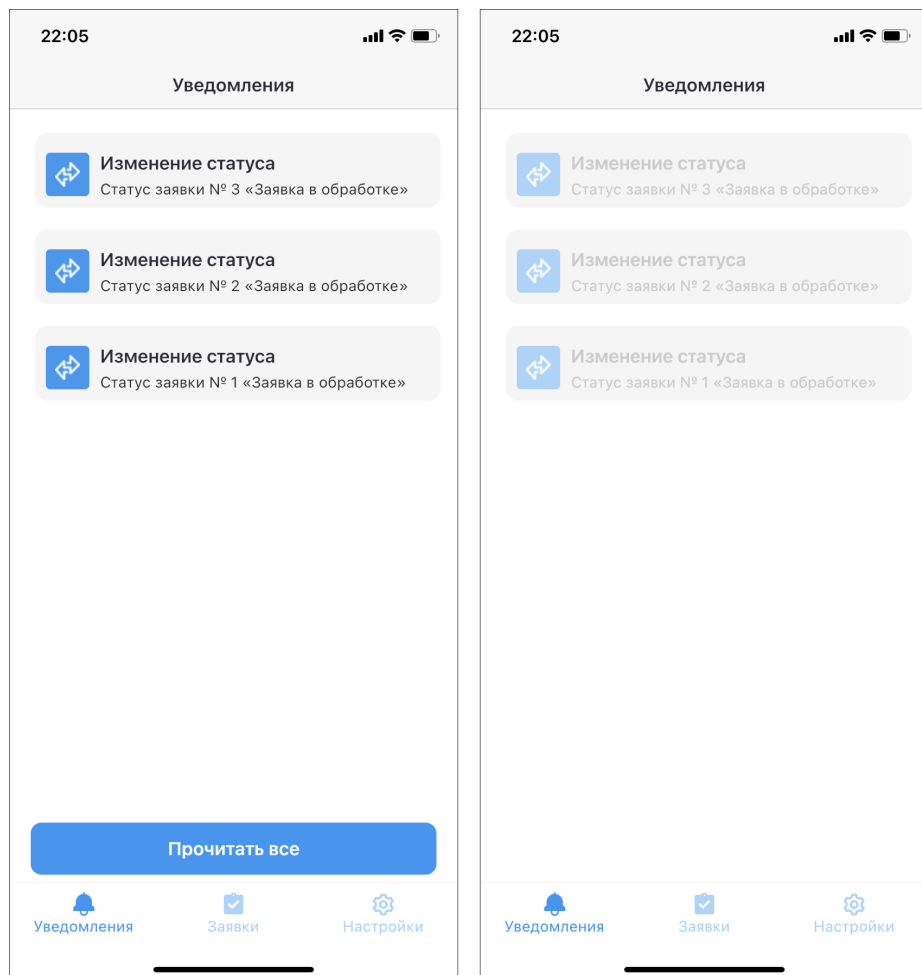 22:05
Уведомления
Изменение статуса
Статус заявки № 3 «Заявка в обработке»
Изменение статуса
Статус заявки № 2 «Заявка в обработке»
Изменение статуса
Статус заявки № 1 «Заявка в обработке»
Прочитать все
Уведомления
Заявки
Настройки
22:05
Уведомления
Изменение статуса
Статус заявки № 3 «Заявка в обработке»
Изменение статуса
Статус заявки № 2 «Заявка в обработке»
Изменение статуса
Статус заявки № 1 «Заявка в обработке»
Уведомления
Заявки
Настройки